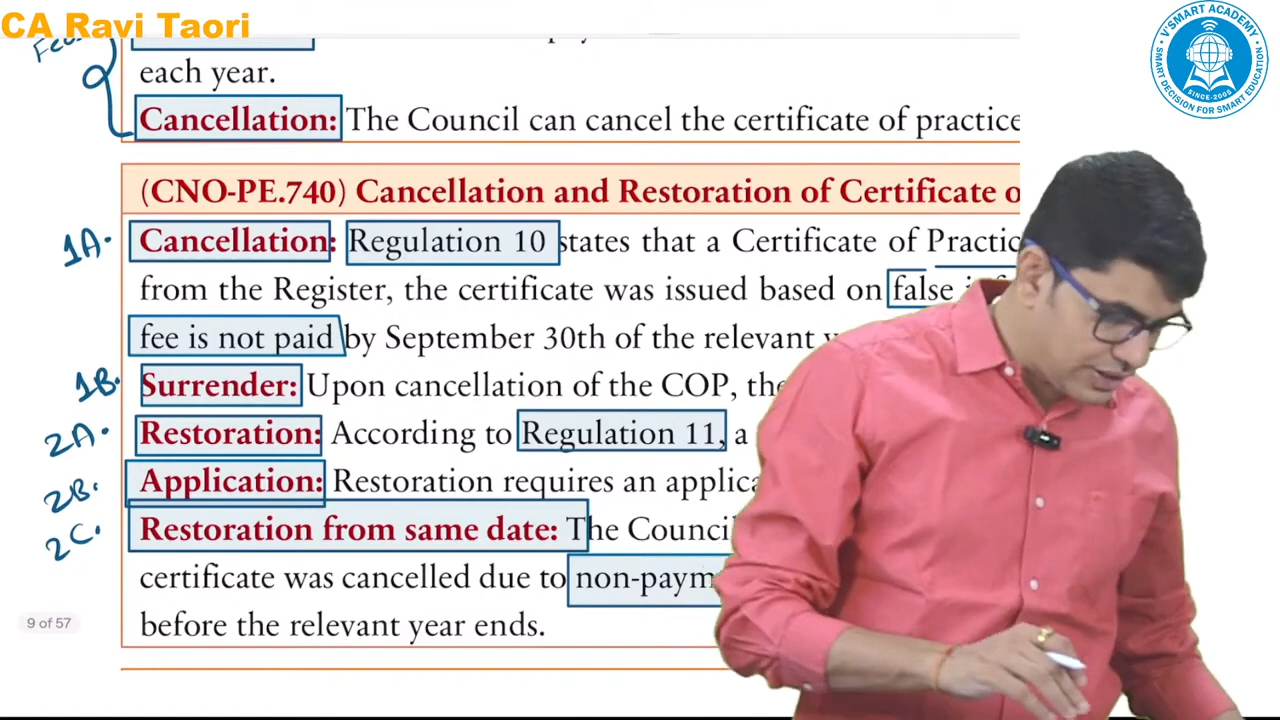 CA Ravi Taori
V'SMART ACADEMY
SMART DECISION FOR SMART EDUCATION
SINCE-2005
each year.
Cancellation: The Council can cancel the certificate of practice
(CNO-PE.740) Cancellation and Restoration of Certificate o
1A. Cancellation: Regulation 10 states that a Certificate of Practic
from the Register, the certificate was issued based on false
fee is not paid by September 30th of the relevant
1B. Surrender: Upon cancellation of the COP, the
2A. Restoration: According to Regulation 11, a
2B. Application: Restoration requires an applica
2C. Restoration from same date: The Council
certificate was cancelled due to non-paym
before the relevant year ends.
9 of 57